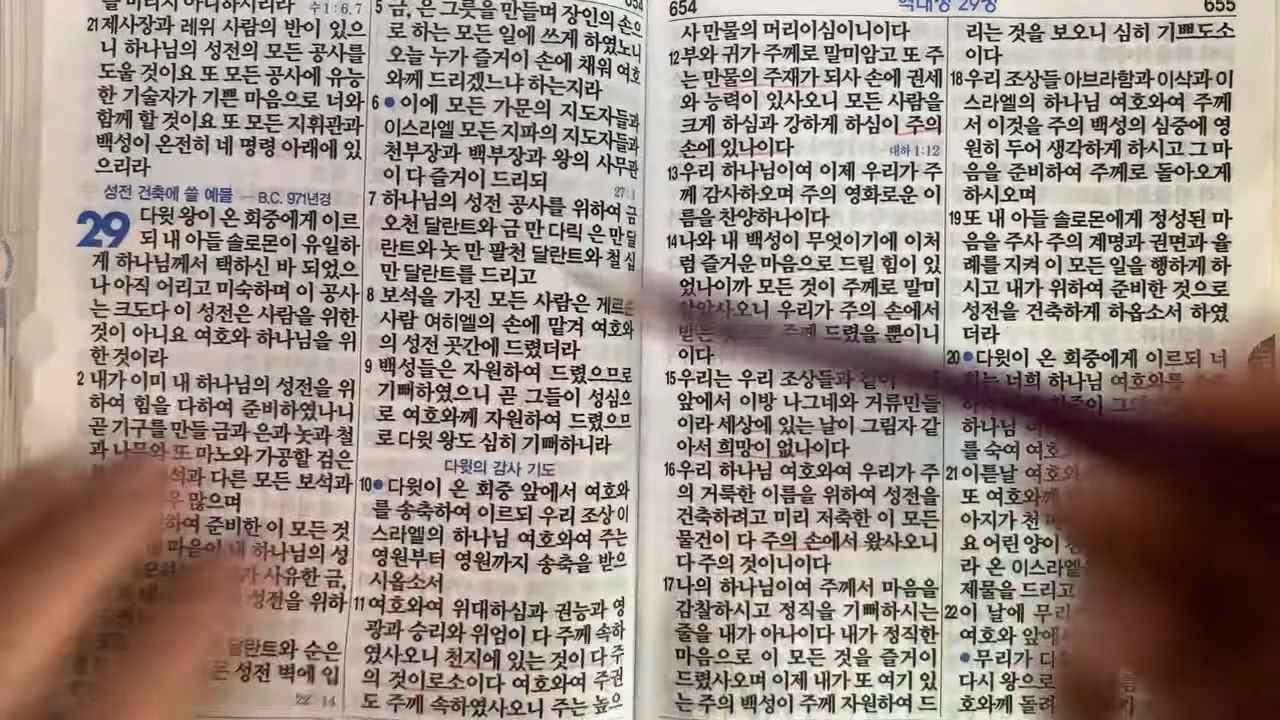 수1:6,7
21 제사장과 레위 사람의 반이 있으
니 하나님의 성전의 모든 공사를
도울 것이요 또 모든 공사에 유능
한 기술자가 기쁜 마음으로 너와
함께 할 것이요 또 모든 지휘관과
백성이 온전히 네 명령 아래에 있
으리라
성전 건축에 쓸 예물 — B.C. 971년경
29 다윗 왕이 온 회중에게 이르
되 내 아들 솔로몬이 유일하
게 하나님께서 택하신 바 되었으
나 아직 어리고 미숙하며 이 공사
는 크도다 이 성전은 사람을 위한
것이 아니요 여호와 하나님을 위
한 것이라
2 내가 이미 내 하나님의 성전을 위
하여 힘을 다하여 준비하였나니
곧 기구를 만들 금과 은과 놋과 철
과 나무와 또 마노와 가공할 검은
석과 다른 모든 보석과
많으며
하여 준비한 이 모든 것
마음이 내 하나님의 성
가 사유한 금,
성전을 위하
달란트와 순은
성전 벽에 입
22:14
5 금, 은 그릇을 만들며 장인의 손으
로 하는 모든 일에 쓰게 하였노니
오늘 누가 즐거이 손에 채워 여호
와께 드리겠느냐 하는지라
6 ●이에 모든 가문의 지도자들과
이스라엘 모든 지파의 지도자들과
천부장과 백부장과 왕의 사무관
이 다 즐거이 드리되
27:1
7 하나님의 성전 공사를 위하여 금
오천 달란트와 금 만 다릭 은 만 달
란트와 놋 만 팔천 달란트와 철 십
만 달란트를 드리고
8 보석을 가진 모든 사람은 게르손
사람 여히엘의 손에 맡겨 여호와
의 성전 곳간에 드렸더라
9 백성들은 자원하여 드렸으므로
기뻐하였으니 곧 그들이 성심으
로 여호와께 자원하여 드렸으므
로 다윗 왕도 심히 기뻐하니라
다윗의 감사 기도
10 ●다윗이 온 회중 앞에서 여호와
를 송축하여 이르되 우리 조상 이
스라엘의 하나님 여호와여 주는
영원부터 영원까지 송축을 받으
시옵소서
11 여호와여 위대하심과 권능과 영
광과 승리와 위엄이 다 주께 속하
였사오니 천지에 있는 것이 다 주
의 것이로소이다 여호와여 주권
도 주께 속하였사오니 주는 높으
654 역대상 29장 655
사 만물의 머리이심이니이다
12 부와 귀가 주께로 말미암고 또 주
는 만물의 주재가 되사 손에 권세
와 능력이 있사오니 모든 사람을
크게 하심과 강하게 하심이 주의
손에 있나이다 대하 1:12
13 우리 하나님이여 이제 우리가 주
께 감사하오며 주의 영화로운 이
름을 찬양하나이다
14 나와 내 백성이 무엇이기에 이처
럼 즐거운 마음으로 드릴 힘이 있
었나이까 모든 것이 주께로 말미
암았사오니 우리가 주의 손에서
받은 것으로 주께 드렸을 뿐이니
이다
15 우리는 우리 조상들과 같이
앞에서 이방 나그네와 거류민들
이라 세상에 있는 날이 그림자 같
아서 희망이 없나이다
16 우리 하나님 여호와여 우리가 주
의 거룩한 이름을 위하여 성전을
건축하려고 미리 저축한 이 모든
물건이 다 주의 손에서 왔사오니
다 주의 것이니이다
17 나의 하나님이여 주께서 마음을
감찰하시고 정직을 기뻐하시는
줄을 내가 아나이다 내가 정직한
마음으로 이 모든 것을 즐거이
드렸사오며 이제 내가 또 여기 있
는 주의 백성이 주께 자원하여 드
리는 것을 보오니 심히 기쁘도소
이다
18 우리 조상들 아브라함과 이삭과 이
스라엘의 하나님 여호와여 주께
서 이것을 주의 백성의 심중에 영
원히 두어 생각하게 하시고 그 마
음을 준비하여 주께로 돌아오게
하시오며
19 또 내 아들 솔로몬에게 정성된 마
음을 주사 주의 계명과 권면과 율
례를 지켜 이 모든 일을 행하게 하
시고 내가 위하여 준비한 것으로
성전을 건축하게 하옵소서 하였
더라
20 ●다윗이 온 회중에게 이르되 너
희는 너희 하나님 여호와를
하나님
를 숙여 여호와
21 이튿날 여호와
또 여호와께
아지가 천
요 어린 양이
라 온 이스라엘
제물을 드리고
22 이 날에 무리
여호와 앞에
●무리가 다
다시 왕으로
호와께 돌려